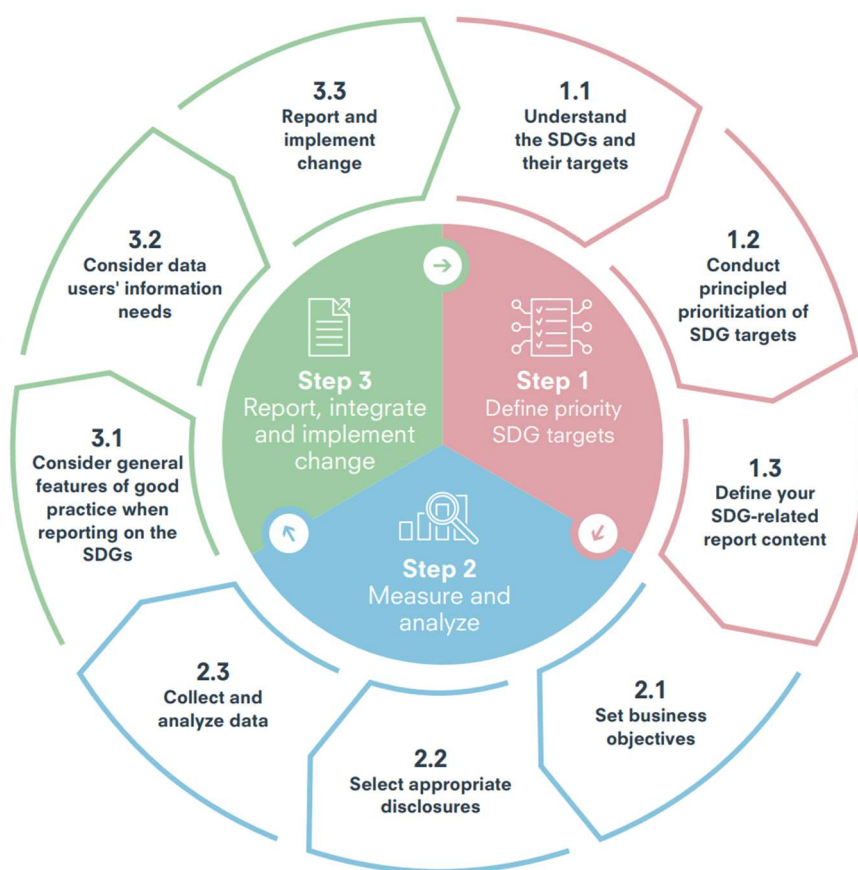 3.3
Report and
implement
change
1.1
Understand
the SDGs and
their targets
3.2
Consider data
users' information
needs
1.2
Conduct
principled
prioritization of
SDG targets
Step 3
Report, integrate
and implement
change
Step 1
Define priority
SDG targets
3.1
Consider general
features of good
practice when
reporting on the
SDGs
1.3
Define your
SDG-related
report content
Step 2
Measure and
analyze
2.3
Collect and
analyze data
2.1
Set business
objectives
2.2
Select appropriate
disclosures